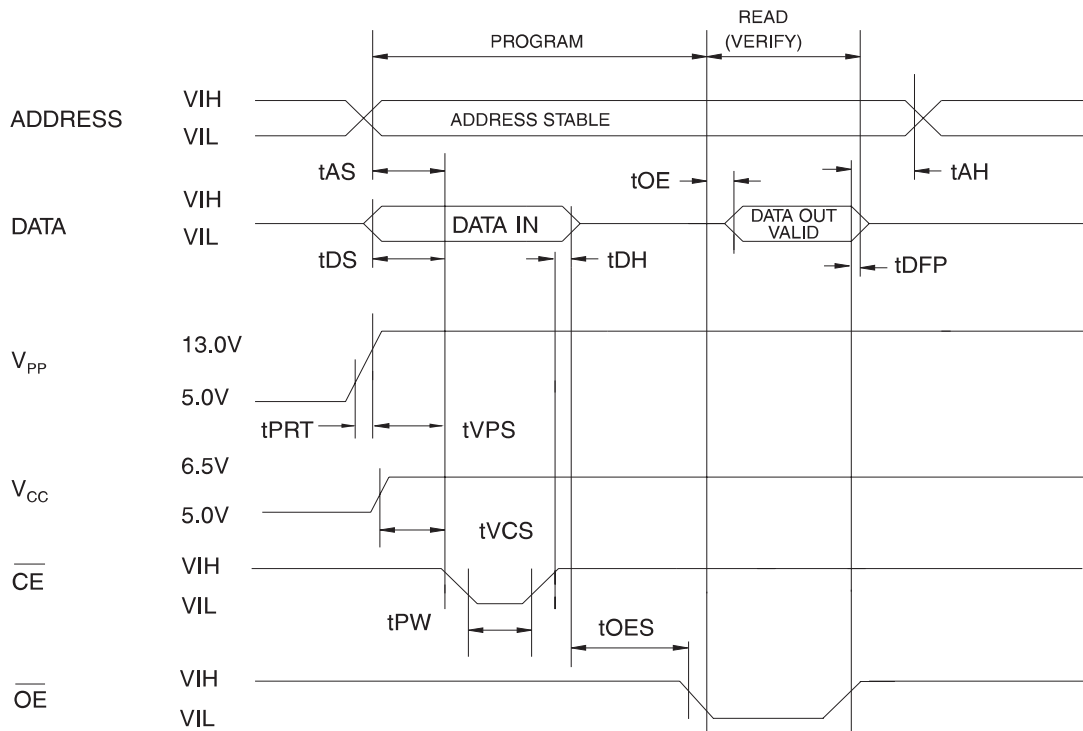 READ
PROGRAM (VERIFY)
VIH
ADDRESS ADDRESS STABLE
VIL
tAS tOE tAH
VIH
DATA DATA IN DATA OUT
VIL VALID
tDS tDH tDFP
13.0V
VPP
5.0V
tPRT tVPS
6.5V
VCC
5.0V
tVCS
VIH
CE
VIL
tPW tOES
VIH
OE
VIL